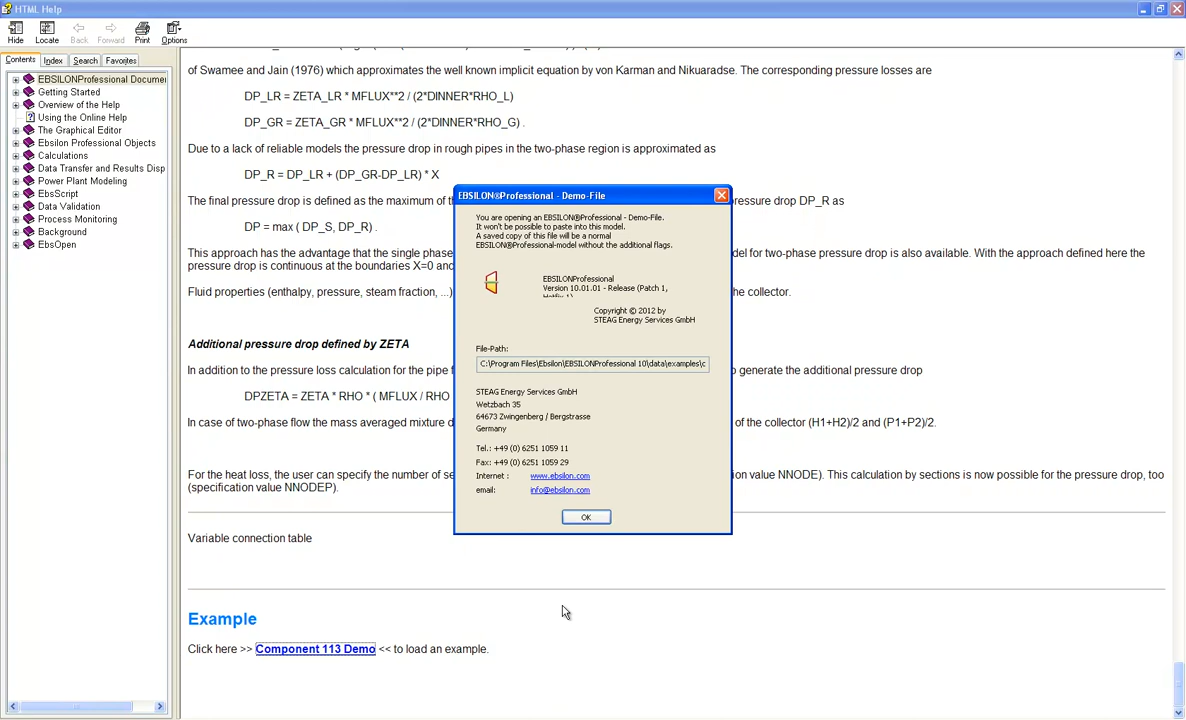 HTML Help
Hide Locate Back Forward Print Options
Contents Index Search Favorites
EBSILONProfessional Documen
Getting Started
Overview of the Help
Using the Online Help
The Graphical Editor
Ebsilon Professional Objects
Calculations
Data Transfer and Results Disp
Power Plant Modeling
EbsScript
Data Validation
Process Monitoring
Background
EbsOpen
of Swamee and Jain (1976) which approximates the well known implicit equation by von Karman and Nikuaradse. The corresponding pressure losses are
DP_LR = ZETA_LR * MFLUX**2 / (2*DINNER*RHO_L)
DP_GR = ZETA_GR * MFLUX**2 / (2*DINNER*RHO_G) .
Due to a lack of reliable models the pressure drop in rough pipes in the two-phase region is approximated as
DP_R = DP_LR + (DP_GR-DP_LR) * X
The final pressure drop is defined as the maximum of th
ressure drop DP_R as
DP = max ( DP_S, DP_R) .
This approach has the advantage that the single phase
del for two-phase pressure drop is also available. With the approach defined here the
pressure drop is continuous at the boundaries X=0 and
Fluid properties (enthalpy, pressure, steam fraction, ...)
he collector.
Additional pressure drop defined by ZETA
In addition to the pressure loss calculation for the pipe f
o generate the additional pressure drop
DPZETA = ZETA * RHO * ( MFLUX / RHO
In case of two-phase flow the mass averaged mixture d
of the collector (H1+H2)/2 and (P1+P2)/2.
For the heat loss, the user can specify the number of se
ion value NNODE). This calculation by sections is now possible for the pressure drop, too
(specification value NNODEP).
Variable connection table
Example
Click here >> Component 113 Demo << to load an example.
EBSILON®Professional - Demo-File
You are opening an EBSILON®Professional - Demo-File.
It won't be possible to paste into this model.
A saved copy of this file will be a normal
EBSILON®Professional-model without the additional flags.
EBSILONProfessional
Version 10.01.01 - Release (Patch 1,
Copyright © 2012 by
STEAG Energy Services GmbH
File-Path:
C:\Program Files\Ebsilon\EBSILONProfessional 10\data\examples\c
STEAG Energy Services GmbH
Wetzbach 35
64673 Zwingenberg / Bergstrasse
Germany
Tel.: +49 (0) 6251 1059 11
Fax: +49 (0) 6251 1059 29
Internet : www.ebsilon.com
email: info@ebsilon.com
OK